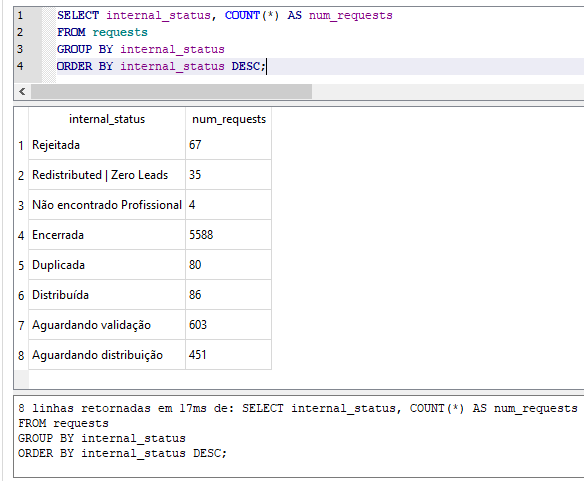 1 SELECT internal_status, COUNT(*) AS num_requests
2 FROM requests
3 GROUP BY internal_status
4 ORDER BY internal_status DESC;
internal_status num_requests
1 Rejeitada 67
2 Redistributed | Zero Leads 35
3 Não encontrado Profissional 4
4 Encerrada 5588
5 Duplicada 80
6 Distribuída 86
7 Aguardando validação 603
8 Aguardando distribuição 451
8 linhas retornadas em 17ms de: SELECT internal_status, COUNT(*) AS num_requests
FROM requests
GROUP BY internal_status
ORDER BY internal_status DESC;